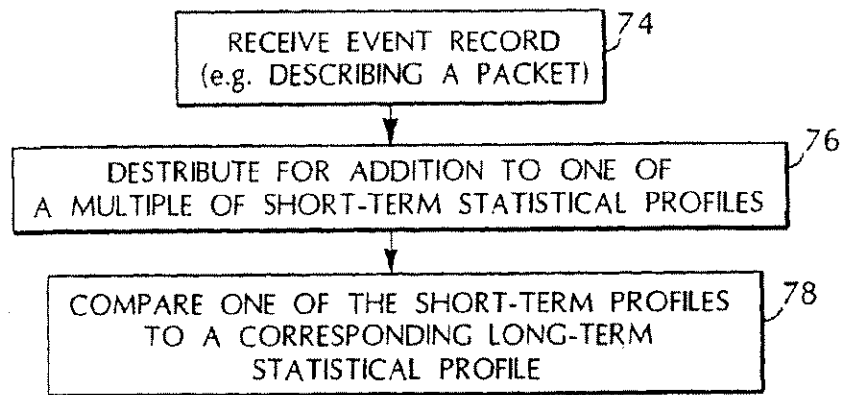 RECEIVE EVENT RECORD
(e.g. DESCRIBING A PACKET)
74
DESTRIBUTE FOR ADDITION TO ONE OF
A MULTIPLE OF SHORT-TERM STATISTICAL PROFILES
76
COMPARE ONE OF THE SHORT-TERM PROFILES
TO A CORRESPONDING LONG-TERM
STATISTICAL PROFILE
78